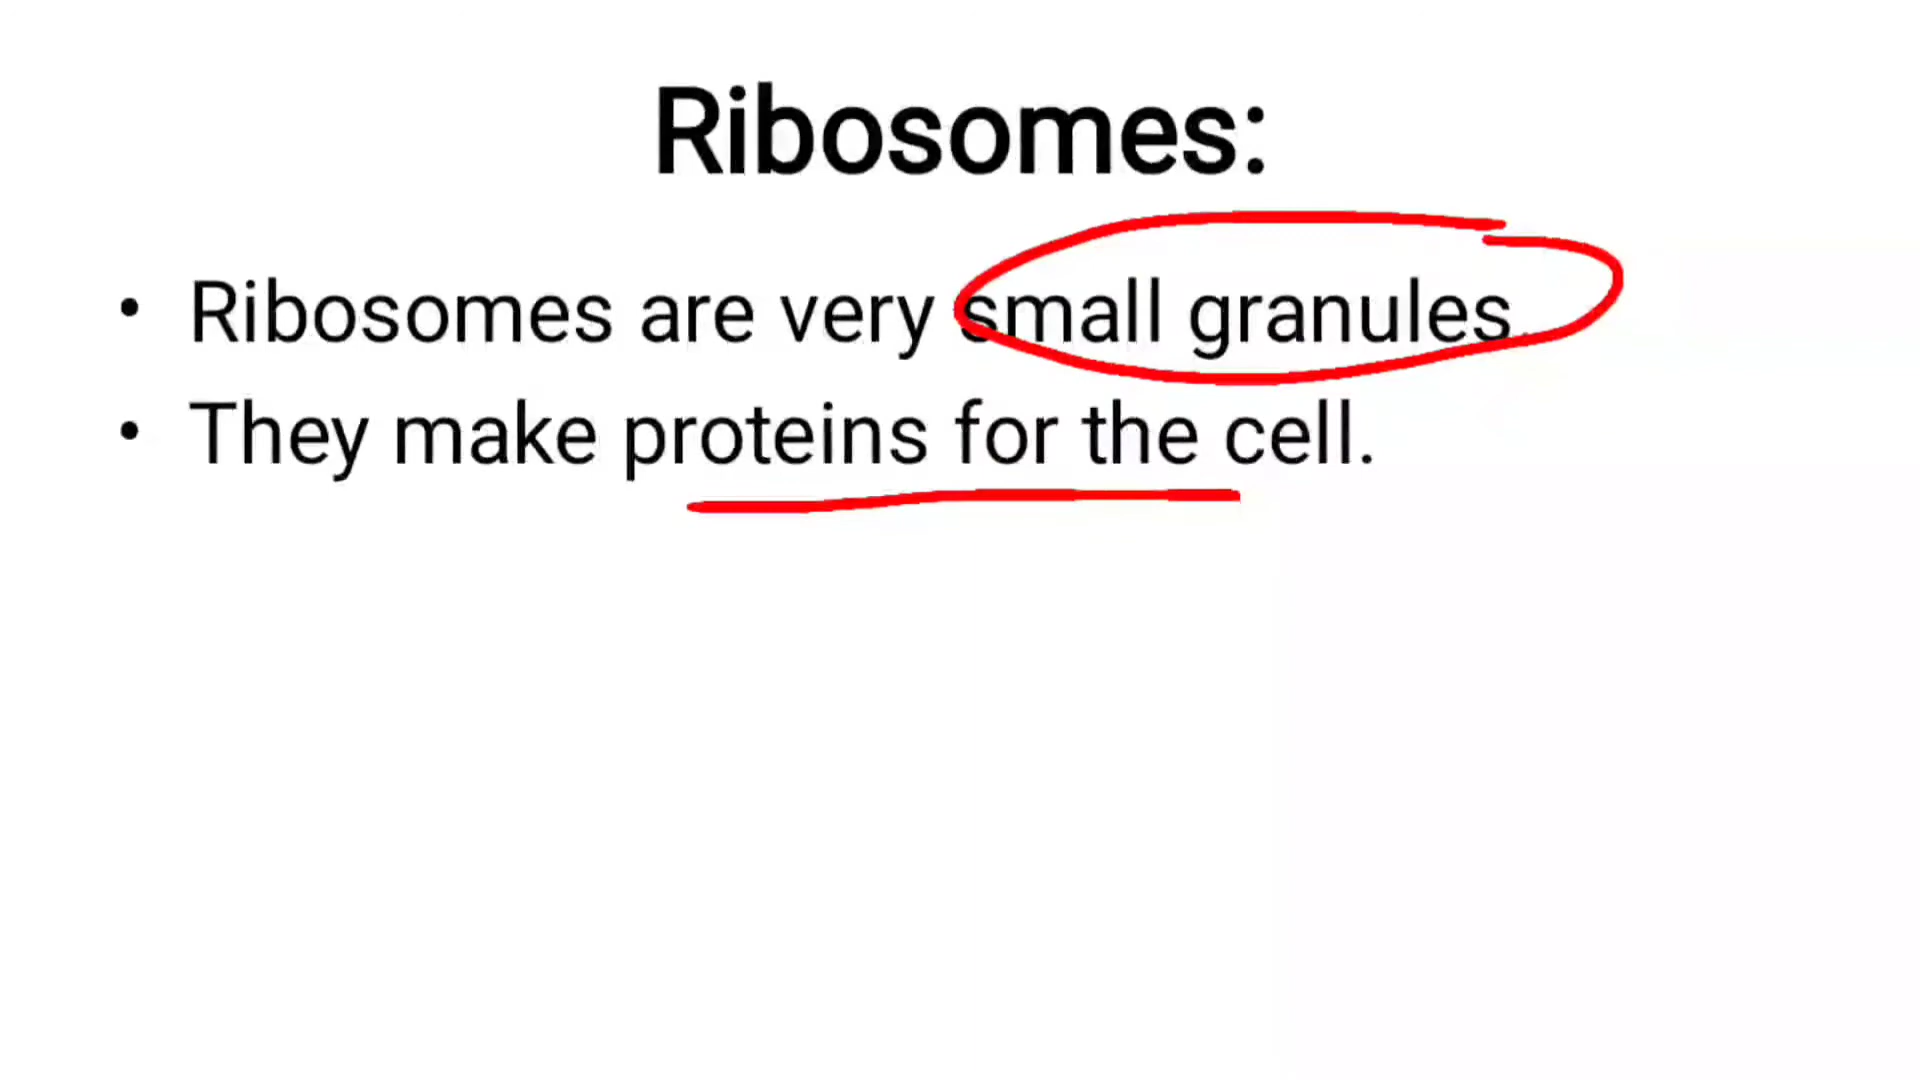 Ribosomes:
• Ribosomes are very small granules.
• They make proteins for the cell.